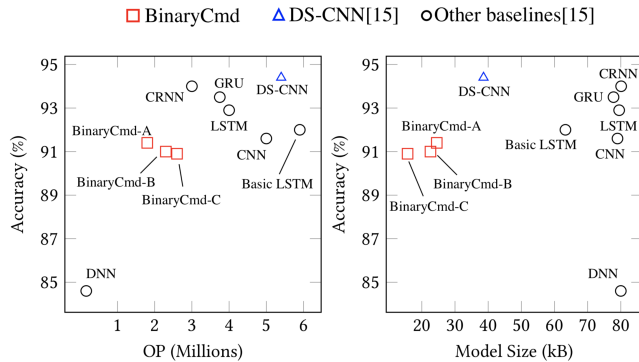 BinaryCmd DS-CNN[15] Other baselines[15]
95
93
91
89
87
85
Accuracy (%)
CRNN
GRU
DS-CNN
LSTM
BinaryCmd-A
CNN
BinaryCmd-B
Basic LSTM
BinaryCmd-C
DNN
1 2 3 4 5 6
OP (Millions)
95
93
91
89
87
85
Accuracy (%)
CRNN
DS-CNN
GRU
BinaryCmd-A
LSTM
Basic LSTM
CNN
BinaryCmd-B
BinaryCmd-C
DNN
20 30 40 50 60 70 80
Model Size (kB)